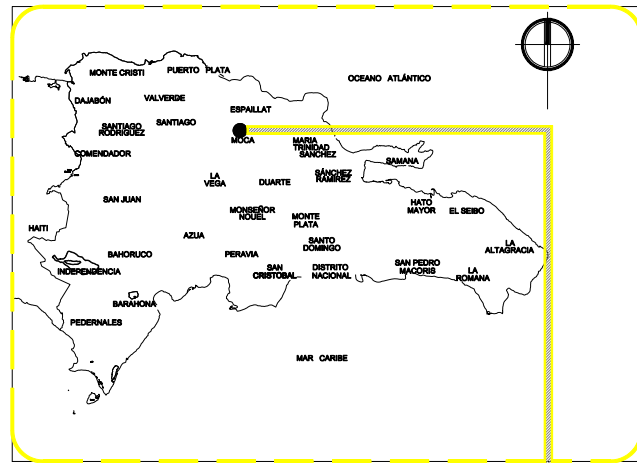 MONTE CRISTI
PUERTO PLATA
OCEANO ATLÁNTICO
DAJABÓN
VALVERDE
ESPAILLAT
SANTIAGO
RODRIGUEZ
SANTIAGO
MOCA
MARIA
TRINIDAD
SANCHEZ
COMENDADOR
SAMANA
LA
VEGA
DUARTE
SÁNCHEZ
RAMIREZ
SAN JUAN
HATO
MAYOR
EL SEIBO
MONSEÑOR
NOUEL
MONTE
PLATA
HAITI
AZUA
SANTO
DOMINGO
LA
ALTAGRACIA
BAHORUCO
PERAVIA
INDEPENDENCIA
SAN
CRISTOBAL
DISTRITO
NACIONAL
SAN PEDRO
MACORIS
LA
ROMANA
BARAHONA
PEDERNALES
MAR CARIBE